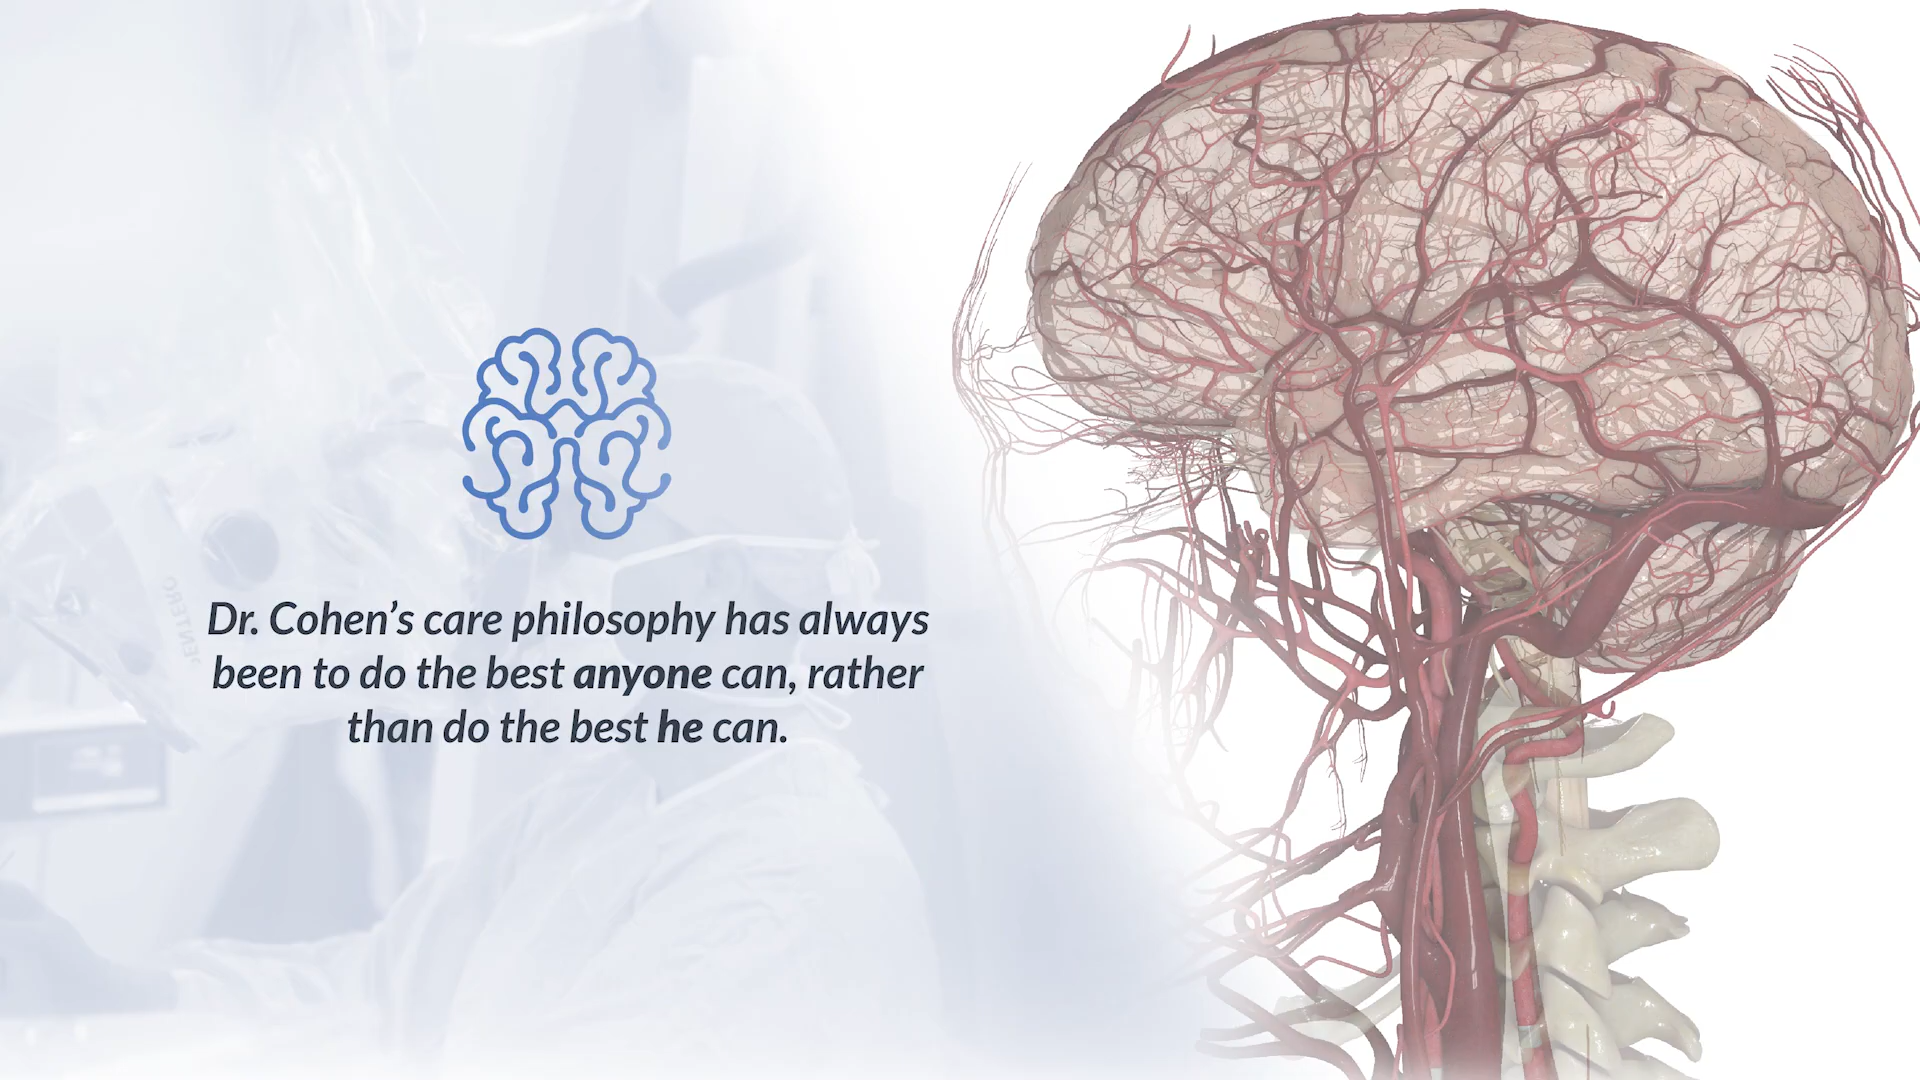 Dr. Cohen’s care philosophy has always
been to do the best anyone can, rather
than do the best he can.